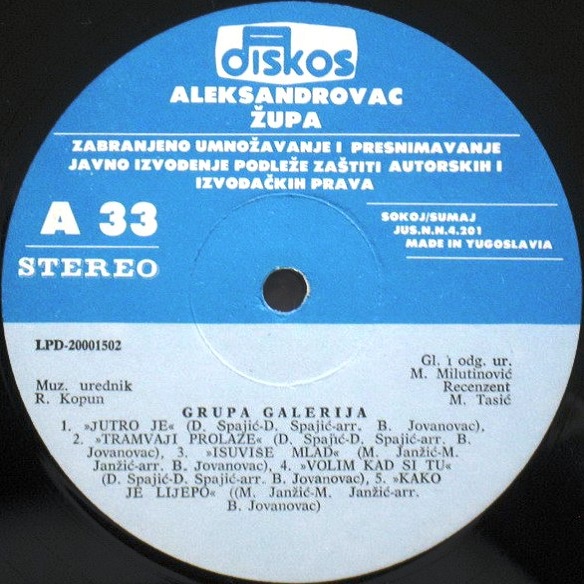 diskos
ALEKSANDROVAC
ŽUPA
ZABRANJENO UMNOŽAVANJE I PRESNIMAVANJE
JAVNO IZVOĐENJE PODLEŽE ZAŠTITI AUTORSKIH I
IZVOĐAČKIH PRAVA
A 33
STEREO
SOKOJ/SUMAJ
JUS.N.N.4.201
MADE IN YUGOSLAVIA
LPD-20001502
Muz. urednik
R. Kopun
Gl. i odg. ur.
M. Milutinović
Recenzent
M. Tasić
GRUPA GALERIJA
1. »JUTRO JE« (D. Spajić-D. Spajić-arr. B. Jovanovac),
2. »TRAMVAJI PROLAZE« (D. Spajić-D. Spajić-arr. B.
Jovanovac), 3. »ISUVIŠE MLAD« (M. Janžić-M.
Janžić-arr. B. Jovanovac), 4. »VOLIM KAD SI TU«
(D. Spajić-D. Spajić-arr. B. Jovanovac), 5. »KAKO
JE LIJEPO« ((M. Janžić-M. Janžić-arr.
B. Jovanovac)